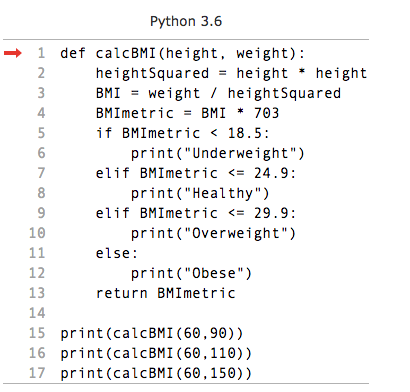 Python 3.6
1 def calcBMI(height, weight):
2     heightSquared = height * height
3     BMI = weight / heightSquared
4     BMImetric = BMI * 703
5     if BMImetric < 18.5:
6         print("Underweight")
7     elif BMImetric <= 24.9:
8         print("Healthy")
9     elif BMImetric <= 29.9:
10         print("Overweight")
11     else:
12         print("Obese")
13     return BMImetric
14
15 print(calcBMI(60,90))
16 print(calcBMI(60,110))
17 print(calcBMI(60,150))